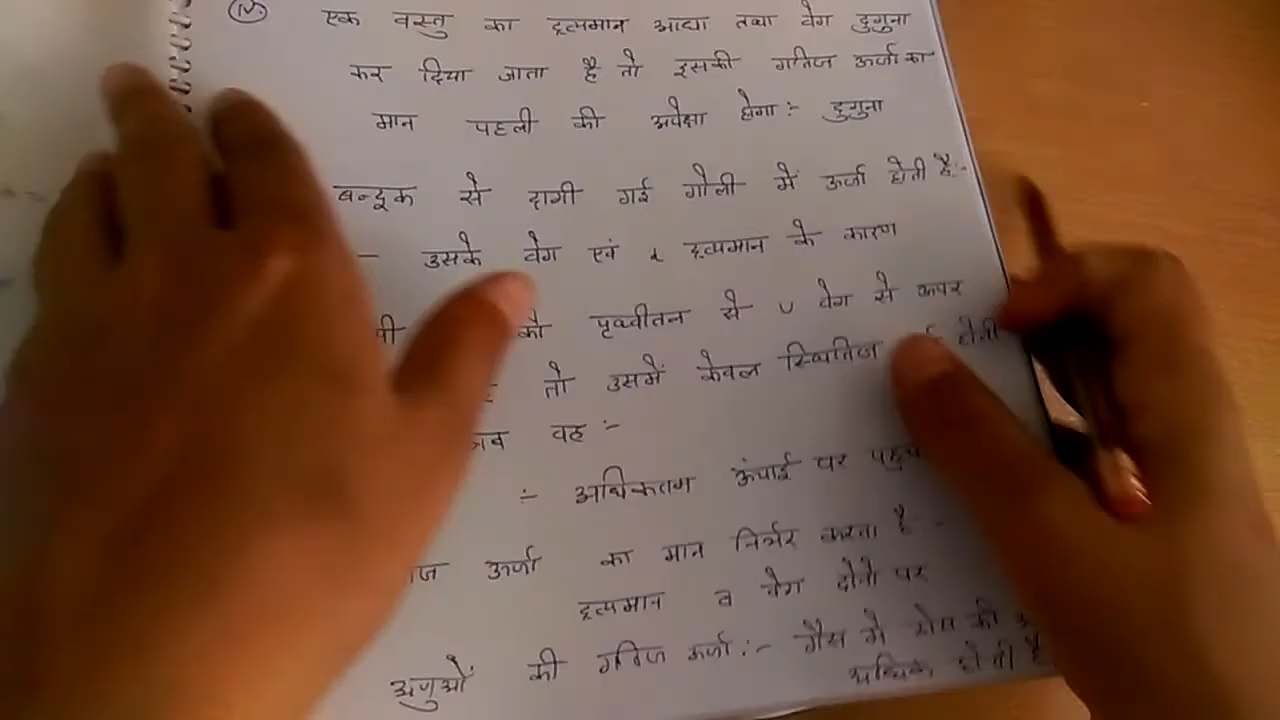 IV. एक वस्तु का द्रव्यमान आधा तथा वेग दुगुना
कर दिया जाता है तो इसकी गतिज ऊर्जा का
मान पहली की अपेक्षा होगा :- दुगुना
बन्दूक से दागी गई गोली में ऊर्जा होती है :-
- उसके वेग एवं द्रव्यमान के कारण
को पृथ्वीतल से υ वेग से ऊपर
तो उसमें केवल स्थितिज होती
जब वह :-
:- अधिकतम ऊंचाई पर
ऊर्जा का मान निर्भर करता है -
द्रव्यमान व वेग दोनो पर
अणुओं की गतिज ऊर्जा :- गैस में ठोस की
अधिक होती है